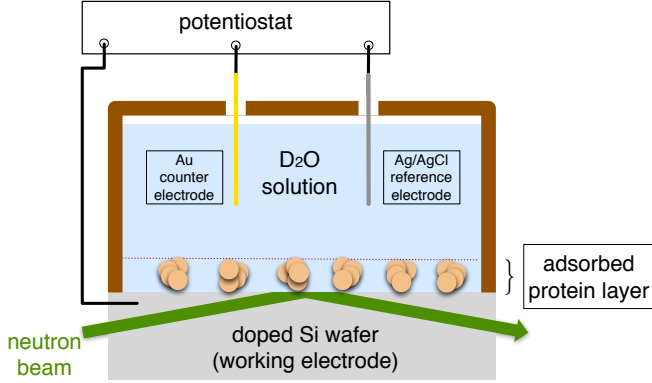 potentiostat
Au
counter
electrode
D₂O
solution
Ag/AgCl
reference
electrode
adsorbed
protein layer
neutron
beam
doped Si wafer
(working electrode)